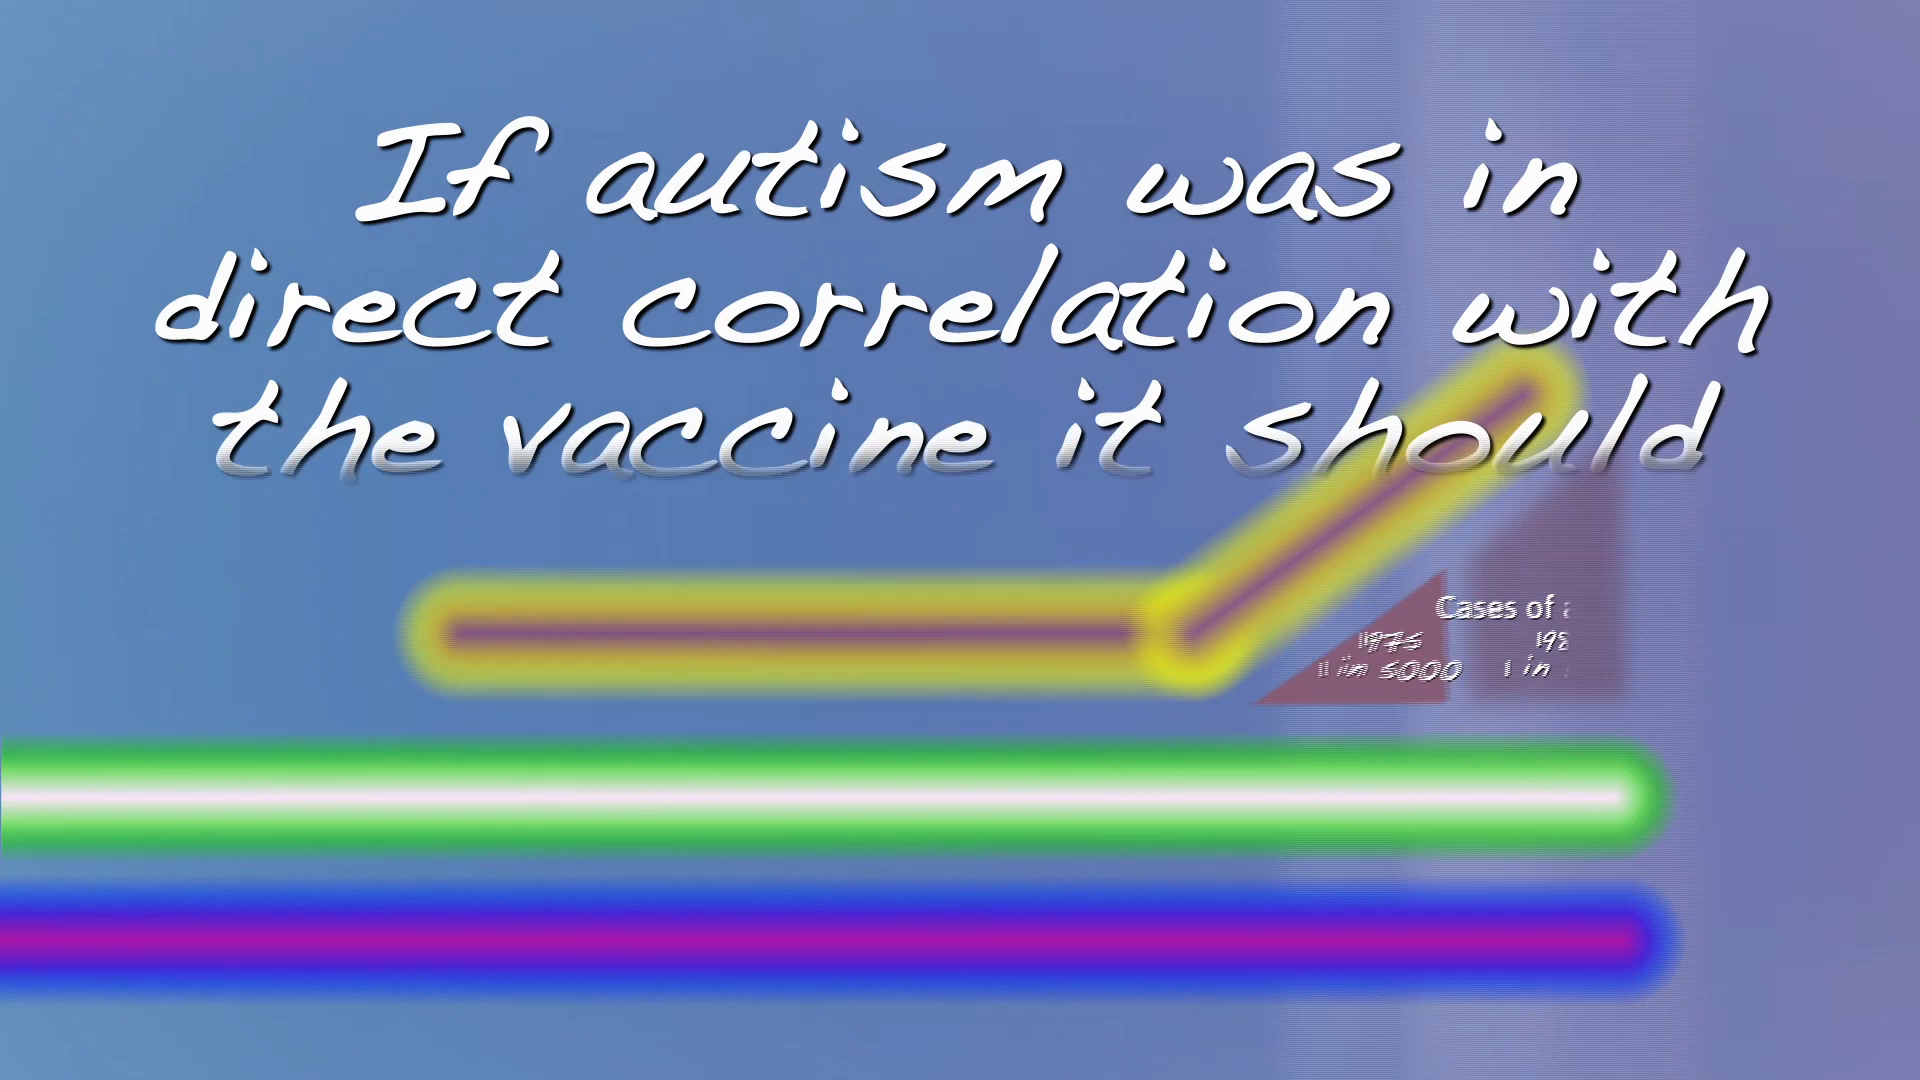 If autism was in
direct correlation with
the vaccine it should
Cases of
1975
1 in 5000 1 in